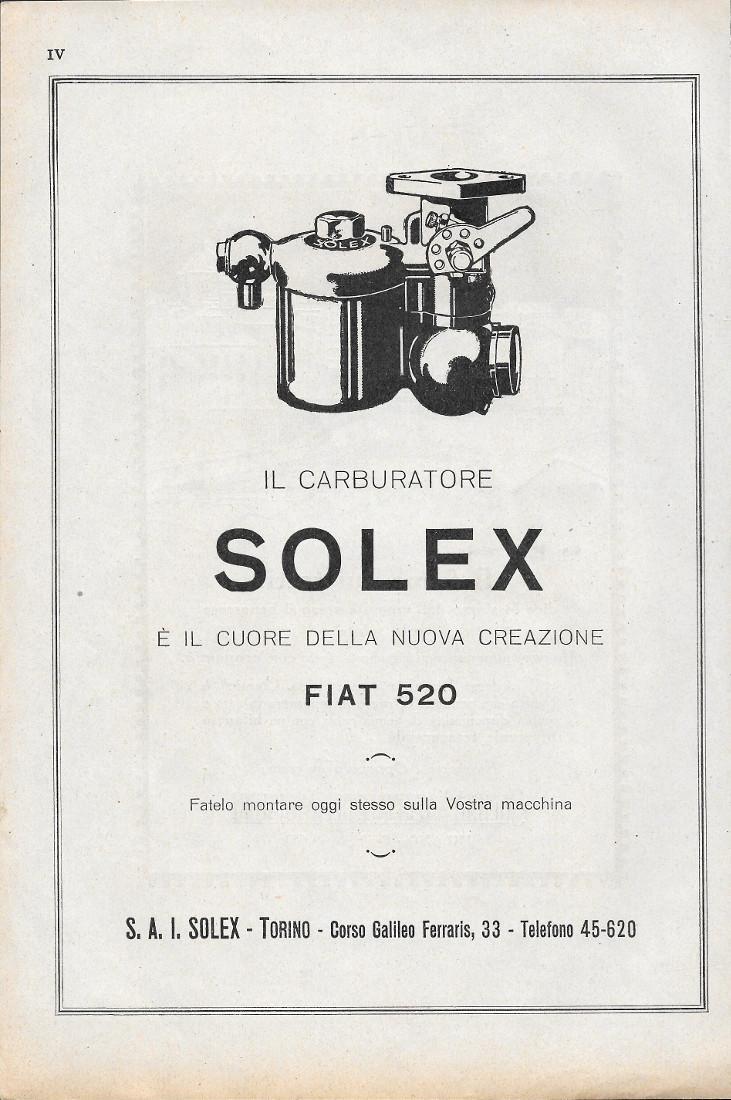 IV
SOLEX
IL CARBURATORE
SOLEX
È IL CUORE DELLA NUOVA CREAZIONE
FIAT 520
Fatelo montare oggi stesso sulla Vostra macchina
S. A. I. SOLEX - TORINO - Corso Galileo Ferraris, 33 - Telefono 45-620